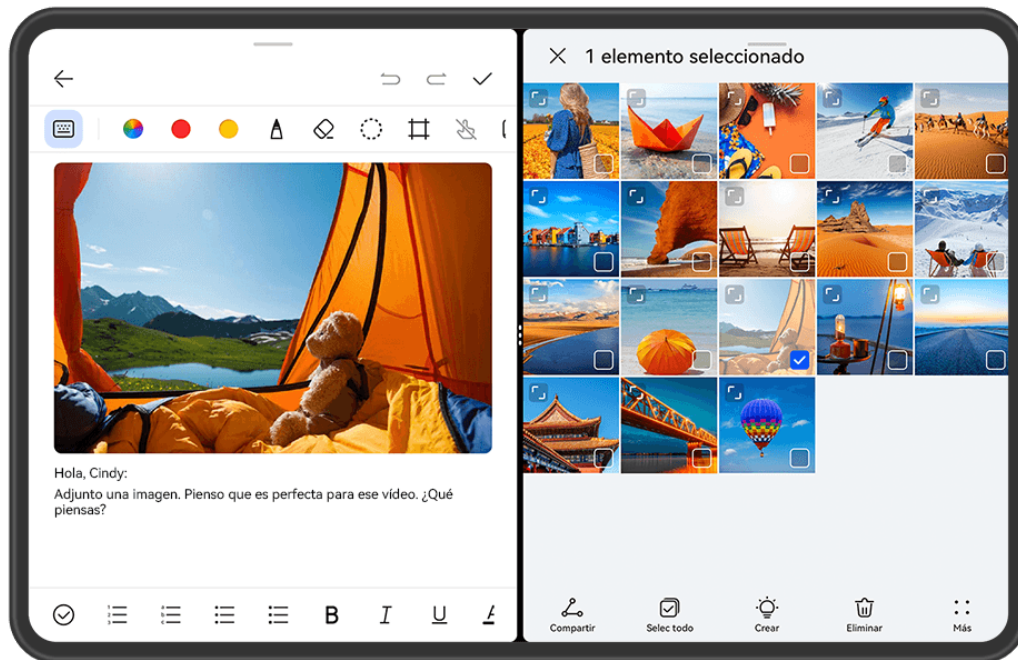 1 elemento seleccionado
Hola, Cindy:
Adjunto una imagen. Pienso que es perfecta para ese vídeo. ¿Qué
piensas?
B I U A
Compartir
Selec todo
Crear
Eliminar
Más